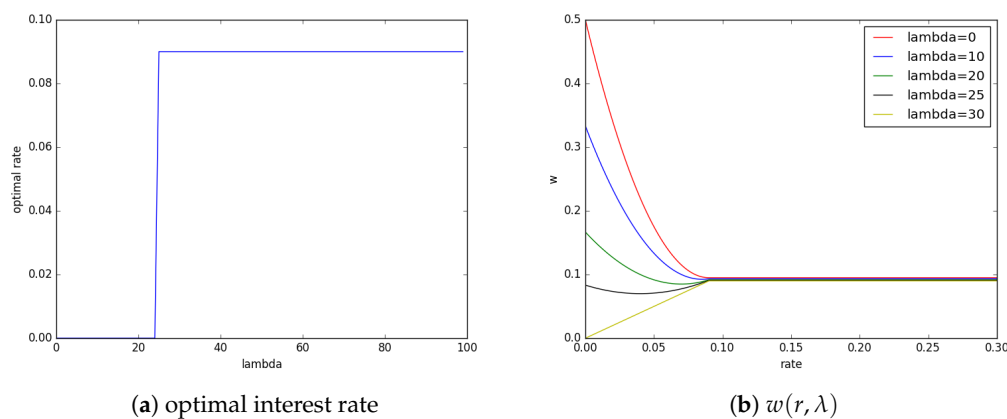 0.10
0.08
0.06
0.04
0.02
0.00
optimal rate
0 20 40 60 80 100
lambda
(a) optimal interest rate
0.5
0.4
0.3
0.2
0.1
0.0
w
lambda=0
lambda=10
lambda=20
lambda=25
lambda=30
0.00 0.05 0.10 0.15 0.20 0.25 0.30
rate
(b) w(r, λ)